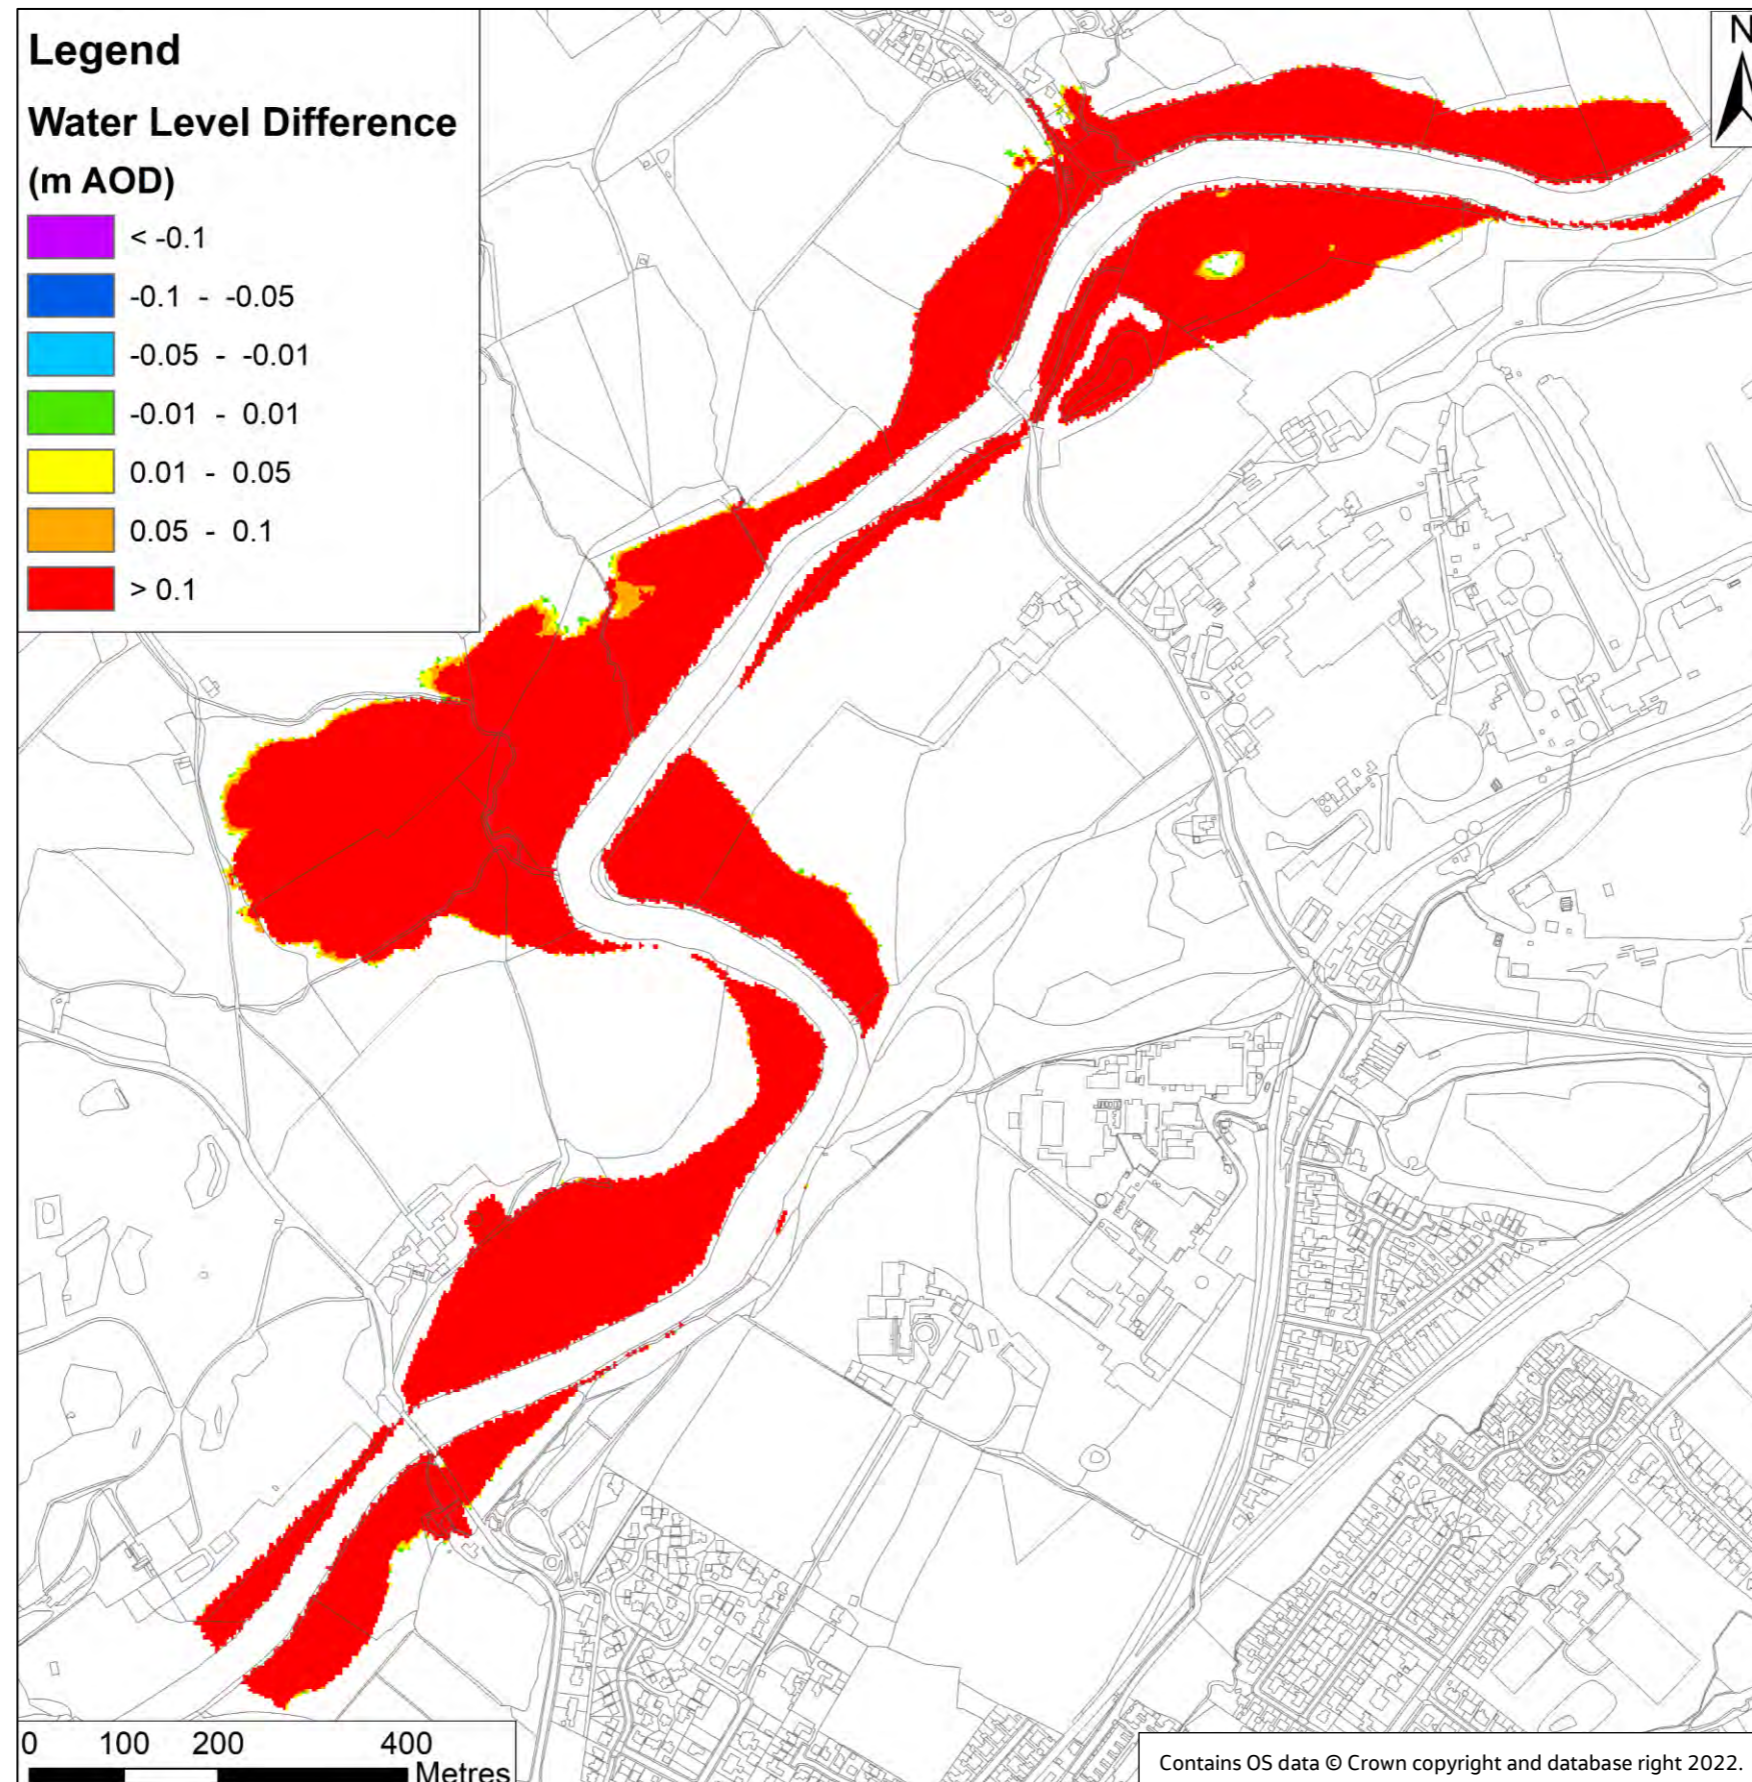 Legend
Water Level Difference
(m AOD)
< -0.1
-0.1 - -0.05
-0.05 - -0.01
-0.01 - 0.01
0.01 - 0.05
0.05 - 0.1
> 0.1
N
0 100 200 400
Metres
Contains OS data © Crown copyright and database right 2022.